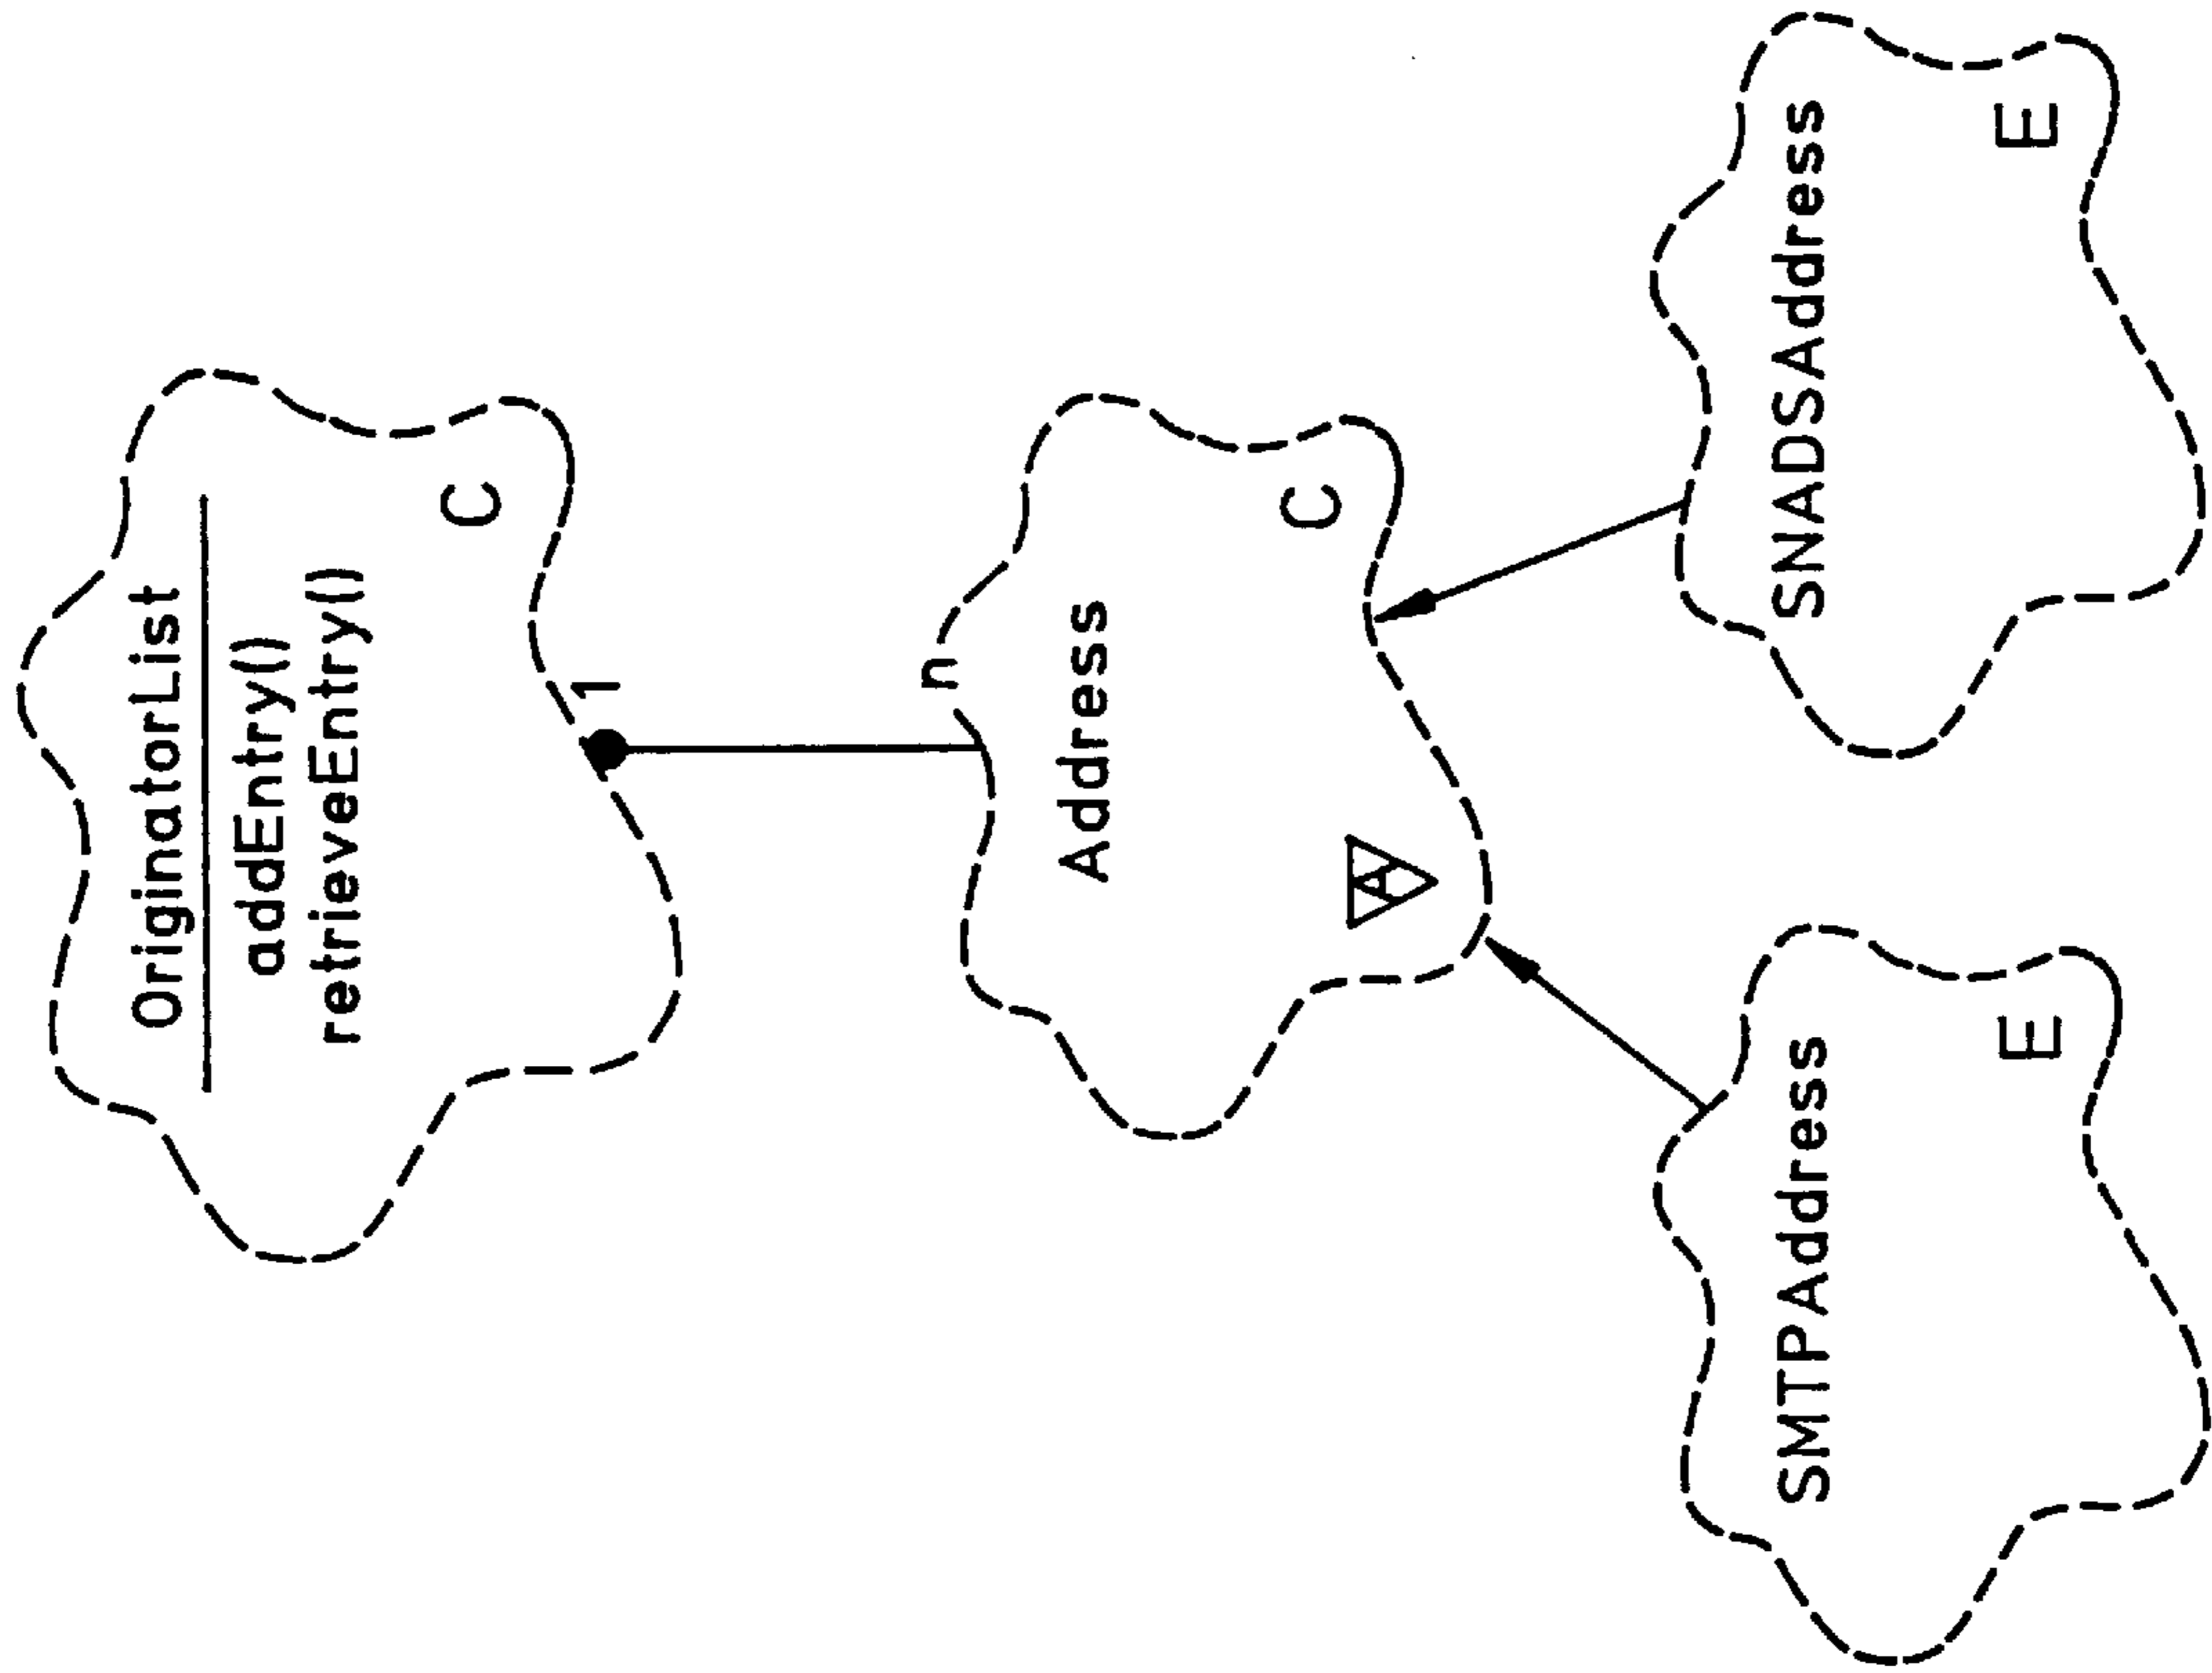 OriginatorList
addEntry()
retrieveEntry()
C
1
n
Address
C
A
SMTPAddress
E
SNADSAddress
E